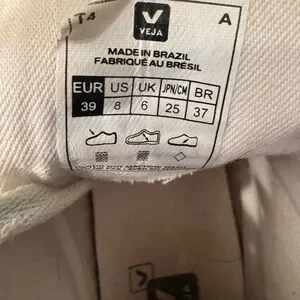 T4
V
VEJA
A
MADE IN BRAZIL
FABRIQUÉ AU BRÉSIL
EUR US UK JPN/CM BR
39 8 6 25 37